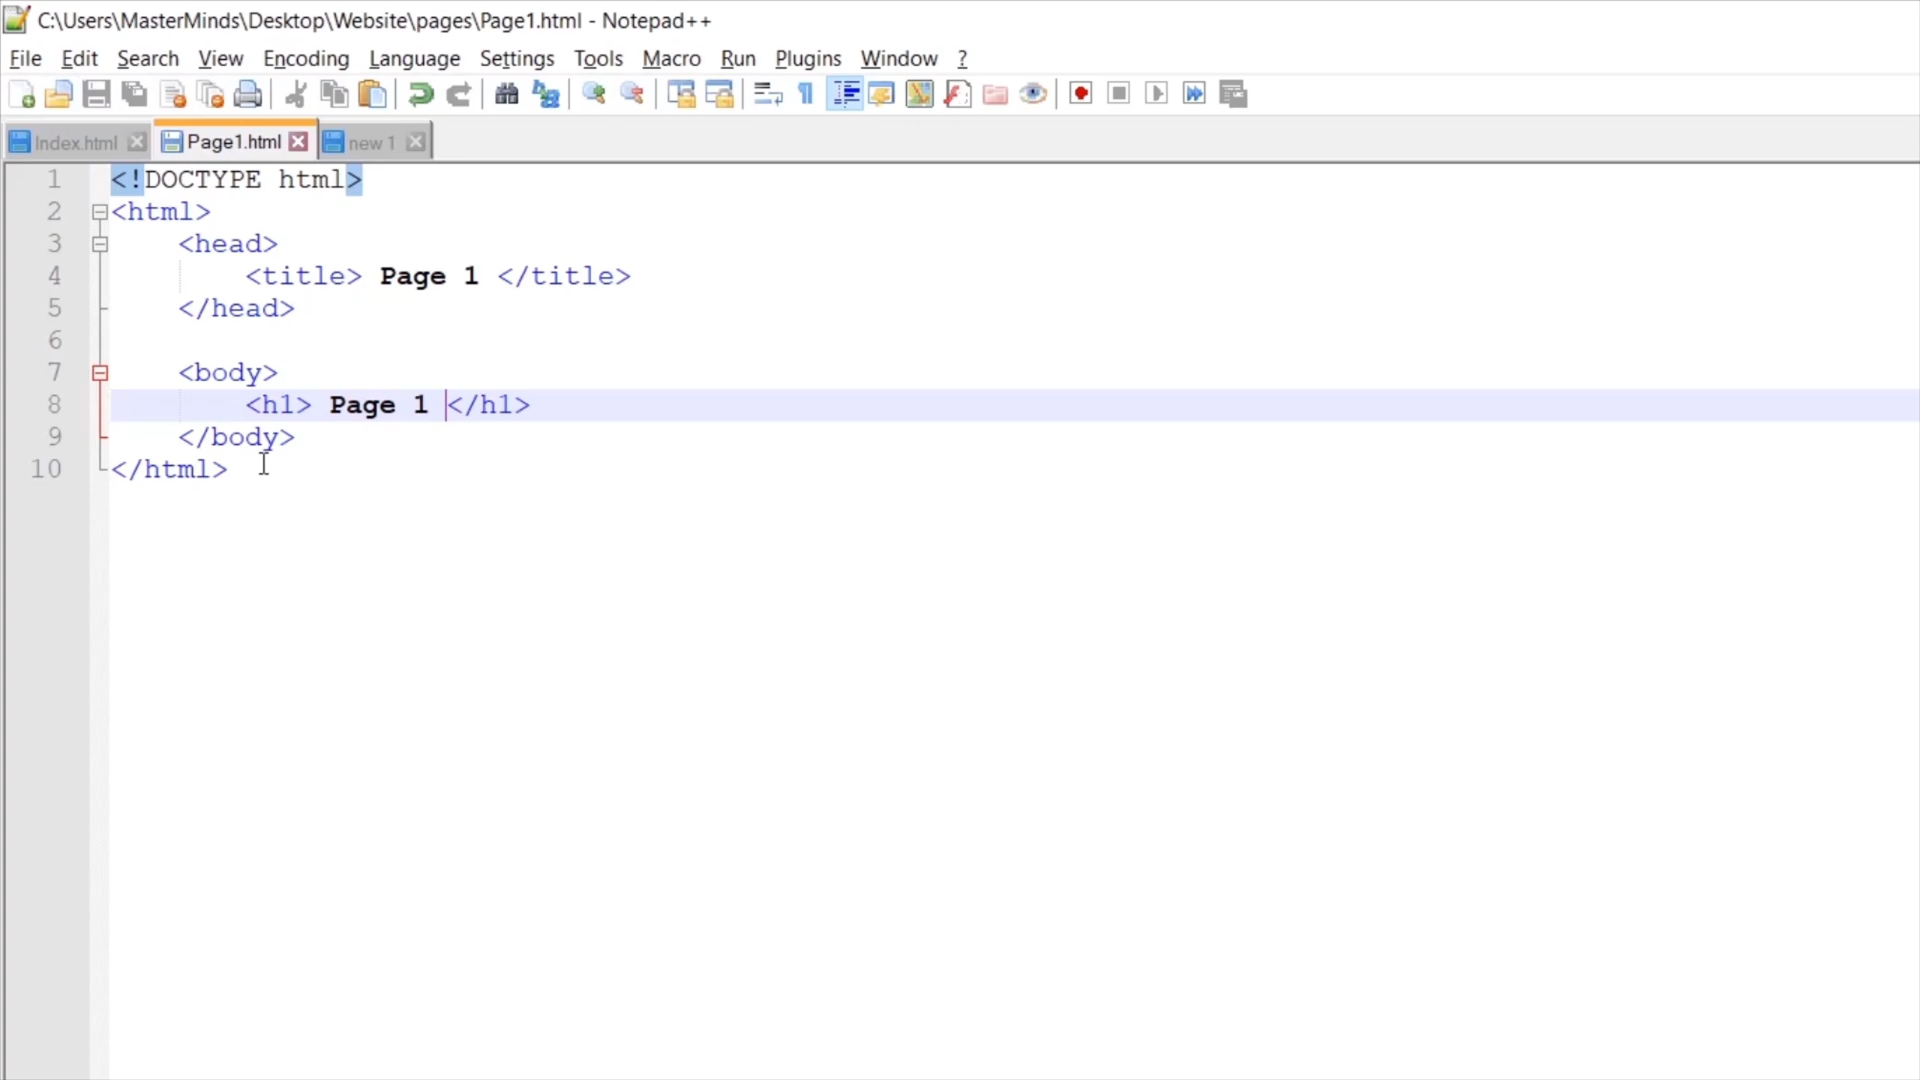 C:\Users\MasterMinds\Desktop\Website\pages\Page1.html - Notepad++
File Edit Search View Encoding Language Settings Tools Macro Run Plugins Window ?
Index.html Page1.html new 1
1 <!DOCTYPE html>
2 <html>
3 <head>
4 <title> Page 1 </title>
5 </head>
6
7 <body>
8 <h1> Page 1 </h1>
9 </body>
10 </html>